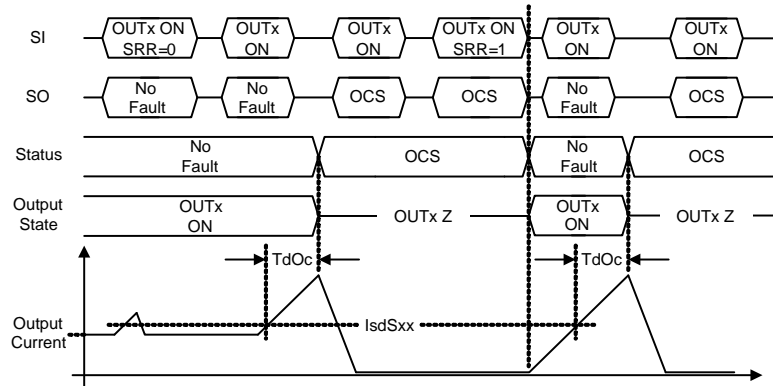 SI
OUTx ON
SRR=0
OUTx
ON
OUTx
ON
OUTx ON
SRR=1
OUTx
ON
OUTx
ON
SO
No
Fault
No
Fault
OCS
OCS
No
Fault
OCS
Status
No
Fault
OCS
No
Fault
OCS
Output
State
OUTx
ON
OUTx Z
OUTx
ON
OUTx Z
TdOc
TdOc
Output
Current
IsdSxx